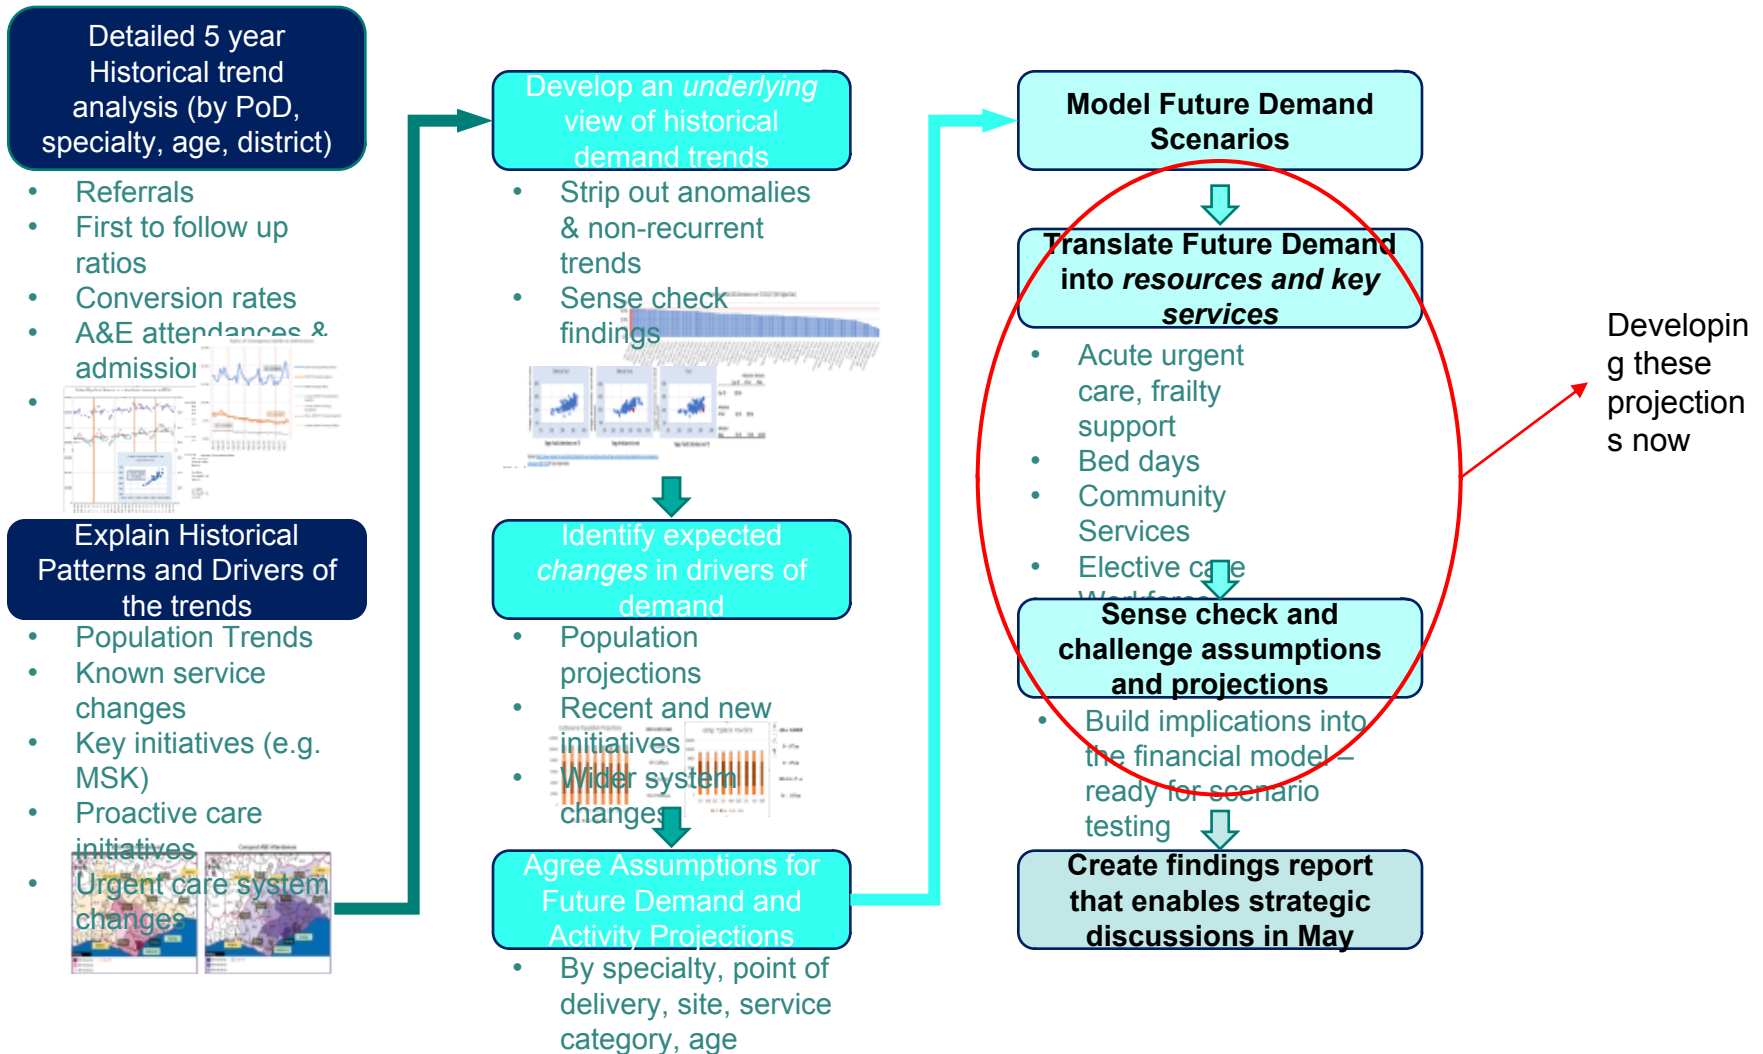 Detailed 5 year
Historical trend
analysis (by PoD,
specialty, age, district)
• Referrals
• First to follow up
ratios
• Conversion rates
• A&E attendances &
admission
•
Explain Historical
Patterns and Drivers of
the trends
• Population Trends
• Known service
changes
• Key initiatives (e.g.
MSK)
• Proactive care
initiatives
• Urgent care system
changes
Develop an underlying
view of historical
demand trends
• Strip out anomalies
& non-recurrent
trends
• Sense check
findings
Identify expected
changes in drivers of
demand
• Population
projections
• Recent and new
initiatives
• Wider system
changes
Agree Assumptions for
Future Demand and
Activity Projections
• By specialty, point of
delivery, site, service
category, age
Model Future Demand
Scenarios
Translate Future Demand
into resources and key
services
• Acute urgent
care, frailty
support
• Bed days
• Community
Services
• Elective care
• Workforce
Sense check and
challenge assumptions
and projections
• Build implications into
the financial model –
ready for scenario
testing
Create findings report
that enables strategic
discussions in May
Developin
g these
projection
s now